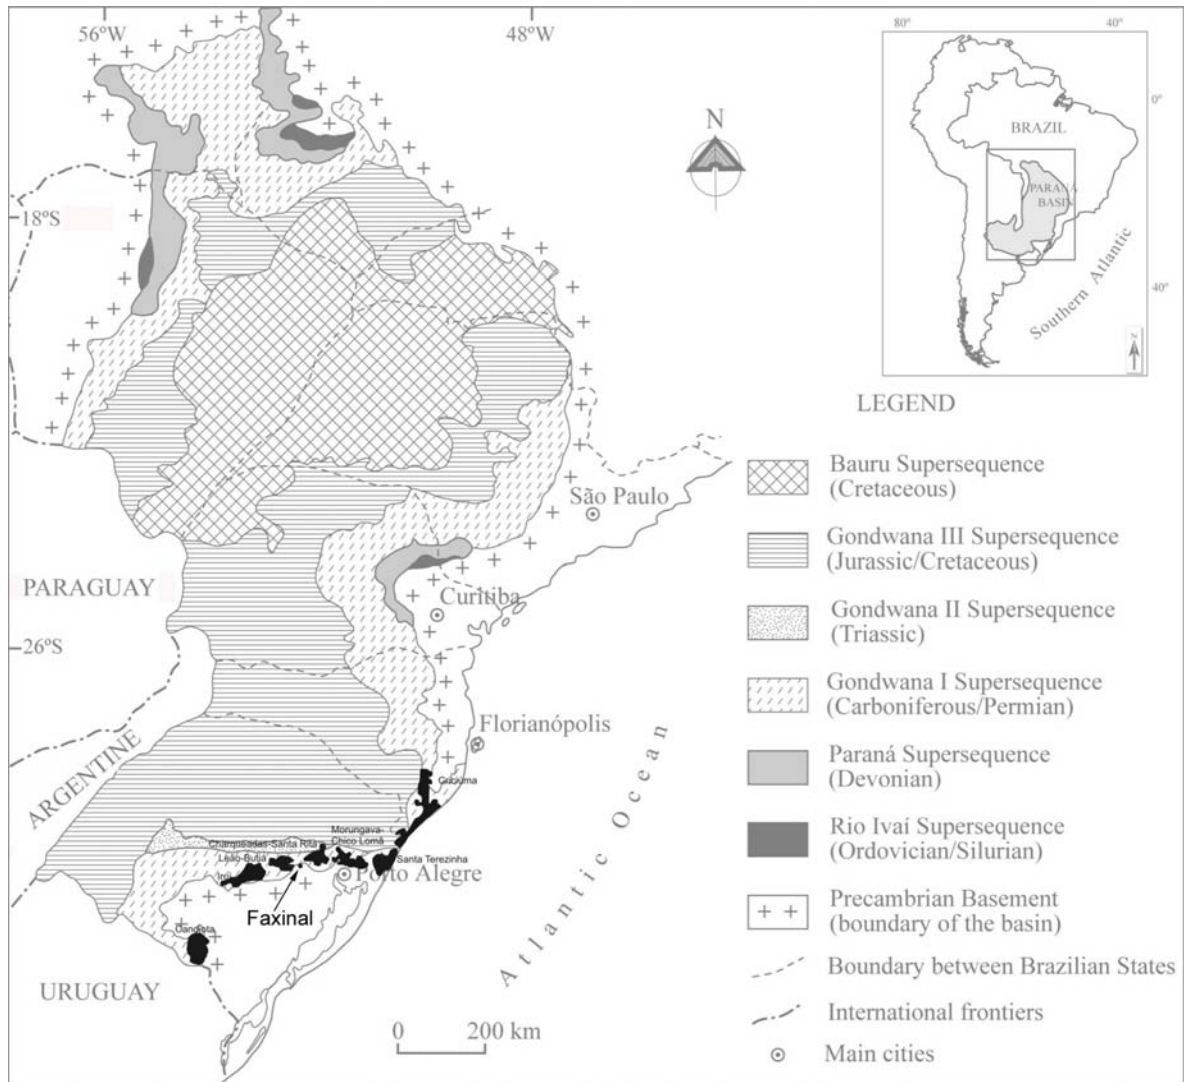 56°W
48°W
18°S
26°S
PARAGUAY
ARGENTINE
URUGUAY
São Paulo
Curitiba
Florianópolis
Criciúma
Morungava-
Chico Lomã
Charqueadas-Santa Rita
Santa Terezinha
Leão-Butiá
Irui
Porto Alegre
Faxinal
Candiota
Atlantic Ocean
0 200 km
N
80°
40°
0°
BRAZIL
PARANÁ
BASIN
40°
Southern Atlantic
N
LEGEND
Bauru Supersequence
(Cretaceous)
Gondwana III Supersequence
(Jurassic/Cretaceous)
Gondwana II Supersequence
(Triassic)
Gondwana I Supersequence
(Carboniferous/Permian)
Paraná Supersequence
(Devonian)
Rio Ivaí Supersequence
(Ordovician/Silurian)
Precambrian Basement
(boundary of the basin)
Boundary between Brazilian States
International frontiers
Main cities